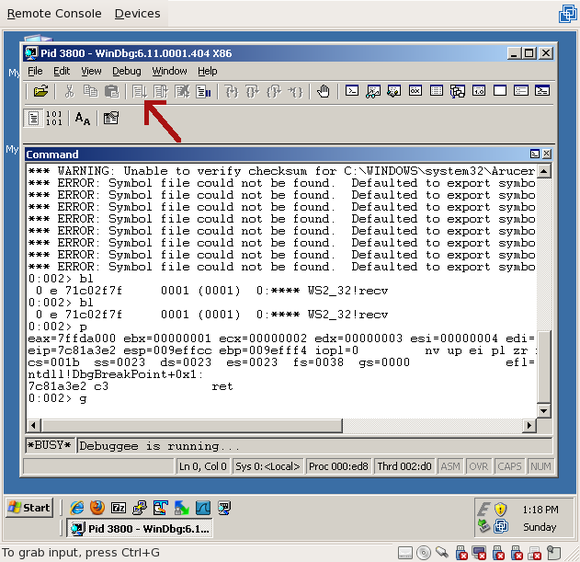 Remote Console Devices
Pid 3800 - WinDbg:6.11.0001.404 X86
File Edit View Debug Window Help
My
My
101
101
Command
*** WARNING: Unable to verify checksum for C:\WINDOWS\system32\Arucer
*** ERROR: Symbol file could not be found.  Defaulted to export symbo
*** ERROR: Symbol file could not be found.  Defaulted to export symbo
*** ERROR: Symbol file could not be found.  Defaulted to export symbo
*** ERROR: Symbol file could not be found.  Defaulted to export symbo
*** ERROR: Symbol file could not be found.  Defaulted to export symbo
*** ERROR: Symbol file could not be found.  Defaulted to export symbo
*** ERROR: Symbol file could not be found.  Defaulted to export symbo
0:002> bl
0 e 71c02f7f     0001 (0001)  0:**** WS2_32!recv
0:002> bl
0 e 71c02f7f     0001 (0001)  0:**** WS2_32!recv
0:002> p
eax=7ffda000 ebx=00000001 ecx=00000002 edx=00000003 esi=00000004 edi=
eip=7c81a3e2 esp=009effcc ebp=009efff4 iopl=0         nv up ei pl zr
cs=001b  ss=0023  ds=0023  es=0023  fs=0038  gs=0000             efl=
ntdll!DbgBreakPoint+0x1:
7c81a3e2 c3              ret
0:002> g
*BUSY* Debuggee is running...
Ln 0, Col 0 Sys 0:<Local> Proc 000:ed8 Thrd 002:d0 ASM OVR CAPS NUM
Start
1:18 PM
Pid 3800 - WinDbg:6.1...
Sunday
To grab input, press Ctrl+G